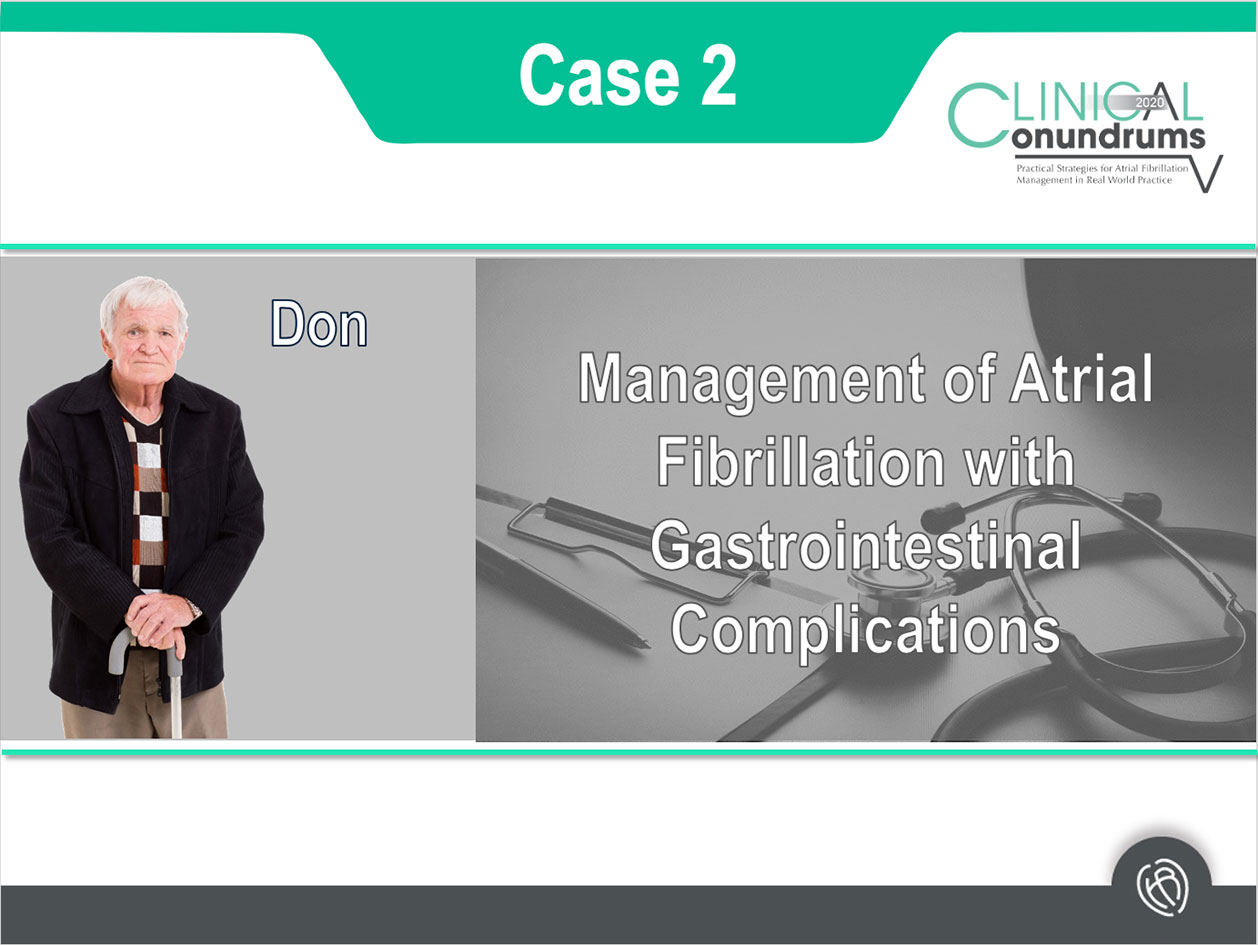 Case 2
CLINICAL
2020
Conundrums
Practical Strategies for Atrial Fibrillation
Management in Real World Practice
V
Don
Management of Atrial
Fibrillation with
Gastrointestinal
Complications